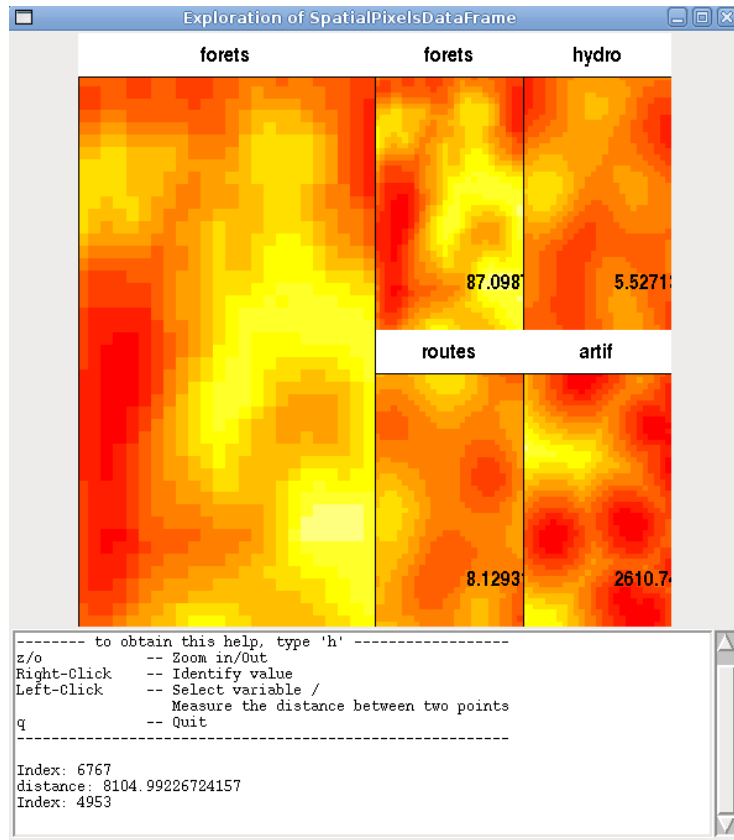 Exploration of SpatialPixelsDataFrame
forets
forets
hydro
87.098
5.5271
routes
artif
8.1293
2610.7
-------- to obtain this help, type 'h' ------------------
z/o -- Zoom in/Out
Right-Click -- Identify value
Left-Click -- Select variable /
Measure the distance between two points
q -- Quit
----------------------------------------------------------
Index: 6767
distance: 8104.99226724157
Index: 4953